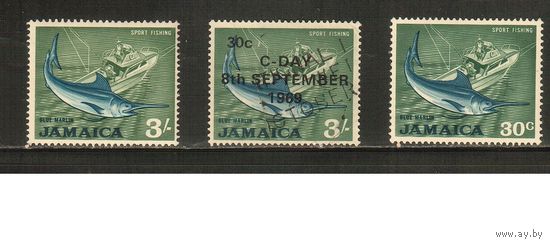 SPORT FISHING
BLUE MARLIN
JAMAICA 3/-
SPORT FISHING
30c
C-DAY
8th SEPTEMBER
1969
OCTOBER
BLUE MARLIN
JAMAICA 3/-
SPORT FISHING
BLUE MARLIN
JAMAICA 30c
www.ay.by